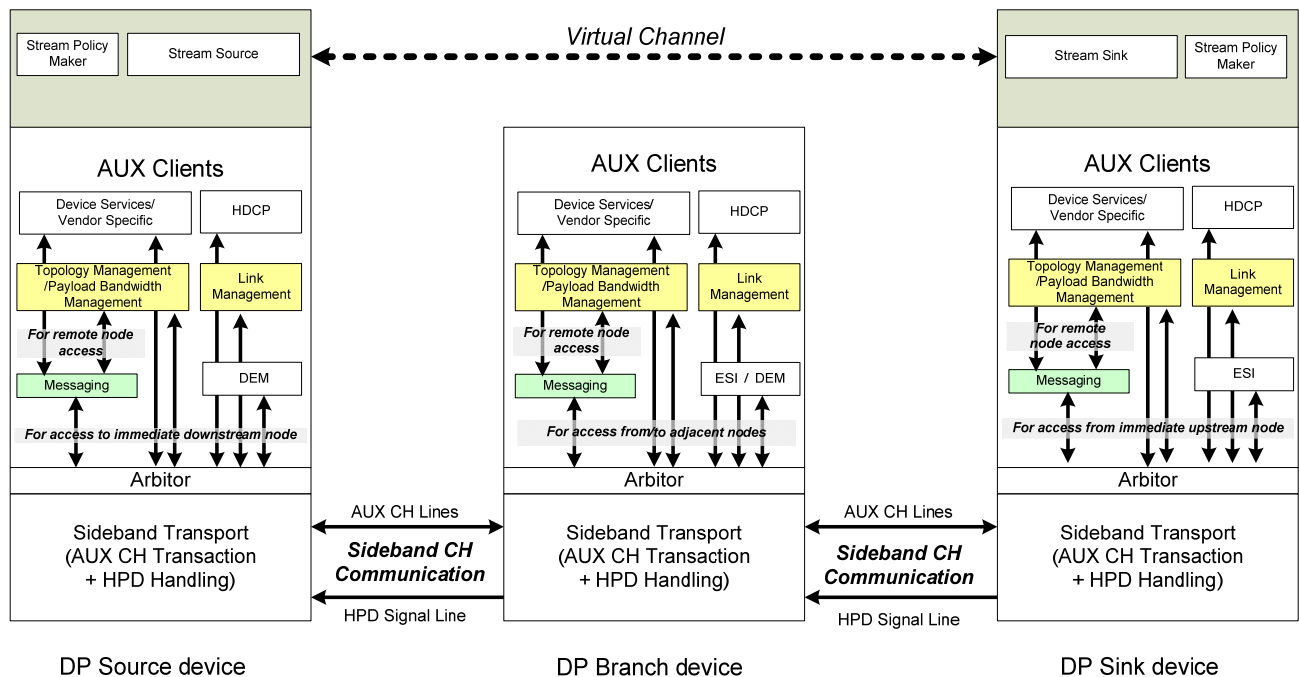 Virtual Channel
Stream Policy
Maker
Stream Source
Stream Sink
Stream Policy
Maker
AUX Clients
Device Services/
Vendor Specific
HDCP
Topology Management
/Payload Bandwidth
Management
Link
Management
For remote node
access
Messaging
DEM
For access to immediate downstream node
Arbitor
Sideband Transport
(AUX CH Transaction
+ HPD Handling)
DP Source device
AUX CH Lines
Sideband CH
Communication
HPD Signal Line
AUX Clients
Device Services/
Vendor Specific
HDCP
Topology Management
/Payload Bandwidth
Management
Link
Management
For remote node
access
Messaging
ESI / DEM
For access from/to adjacent nodes
Arbitor
Sideband Transport
(AUX CH Transaction
+ HPD Handling)
DP Branch device
AUX CH Lines
Sideband CH
Communication
HPD Signal Line
AUX Clients
Device Services/
Vendor Specific
HDCP
Topology Management
/Payload Bandwidth
Management
Link
Management
For remote
node access
Messaging
ESI
For access from immediate upstream node
Arbitor
Sideband Transport
(AUX CH Transaction
+ HPD Handling)
DP Sink device